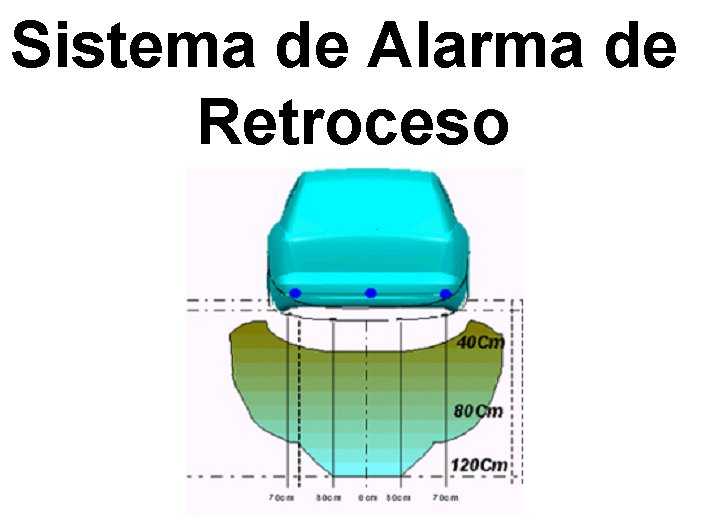 Sistema de Alarma de
Retroceso
40Cm
80Cm
120Cm
70cm 30cm 0cm 30cm 70cm